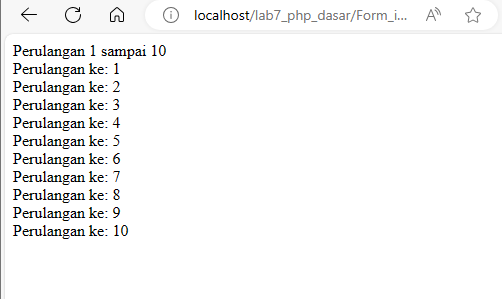 localhost/lab7_php_dasar/Form_i...
Perulangan 1 sampai 10
Perulangan ke: 1
Perulangan ke: 2
Perulangan ke: 3
Perulangan ke: 4
Perulangan ke: 5
Perulangan ke: 6
Perulangan ke: 7
Perulangan ke: 8
Perulangan ke: 9
Perulangan ke: 10